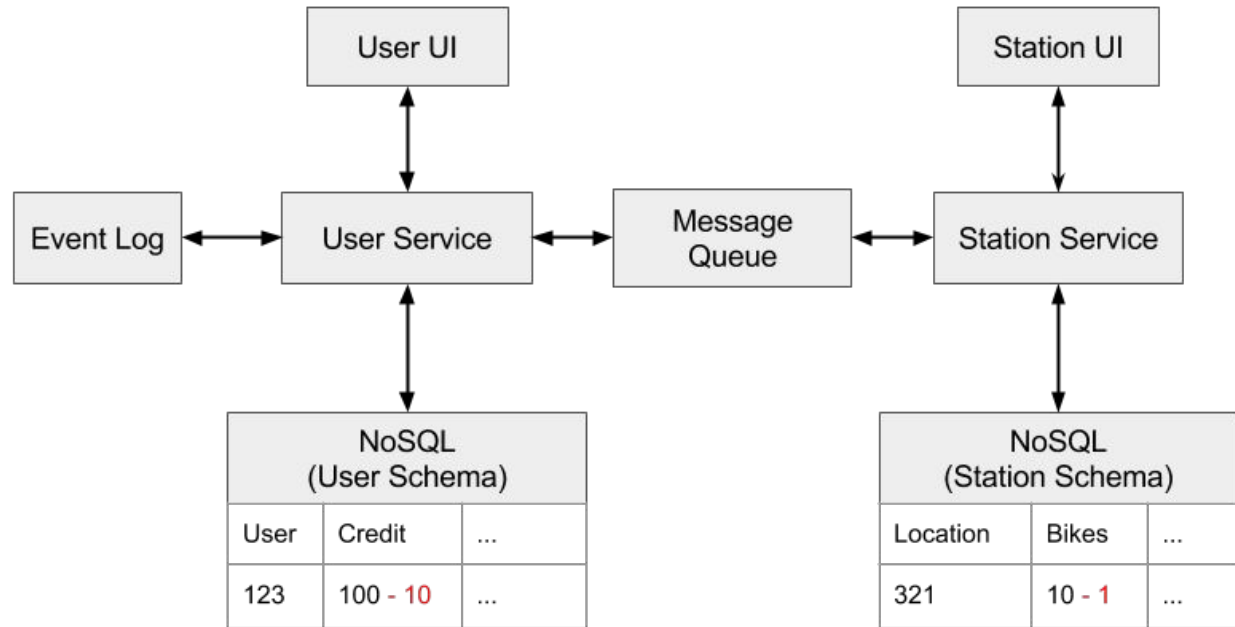 User UI
Station UI
Event Log
User Service
Message
Queue
Station Service
NoSQL
(User Schema)
User Credit ...
123 100 - 10 ...
NoSQL
(Station Schema)
Location Bikes ...
321 10 - 1 ...